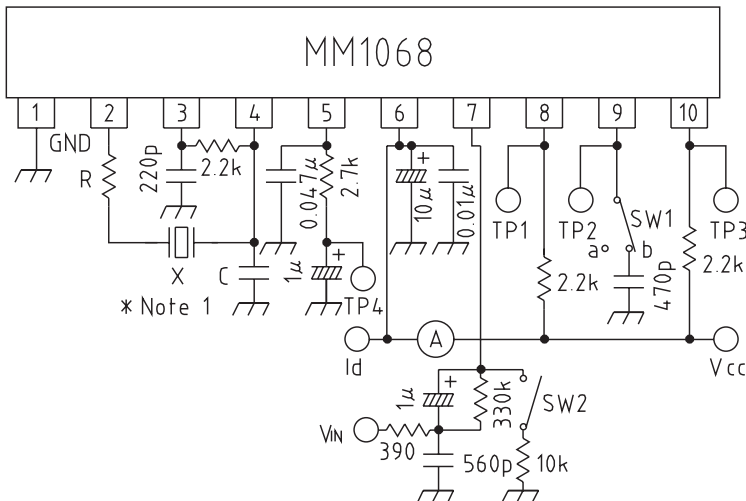 MM1068
1 2 3 4 5 6 7 8 9 10
GND
R
220p
2.2k
0.047μ
2.7k
10μ
0.01μ
TP1
TP2
SW1
TP3
a b
X
C
1μ
TP4
2.2k
470p
2.2k
* Note 1
Id
A
Vcc
1μ
330k
SW2
VIN
390
560p
10k
+
+
+